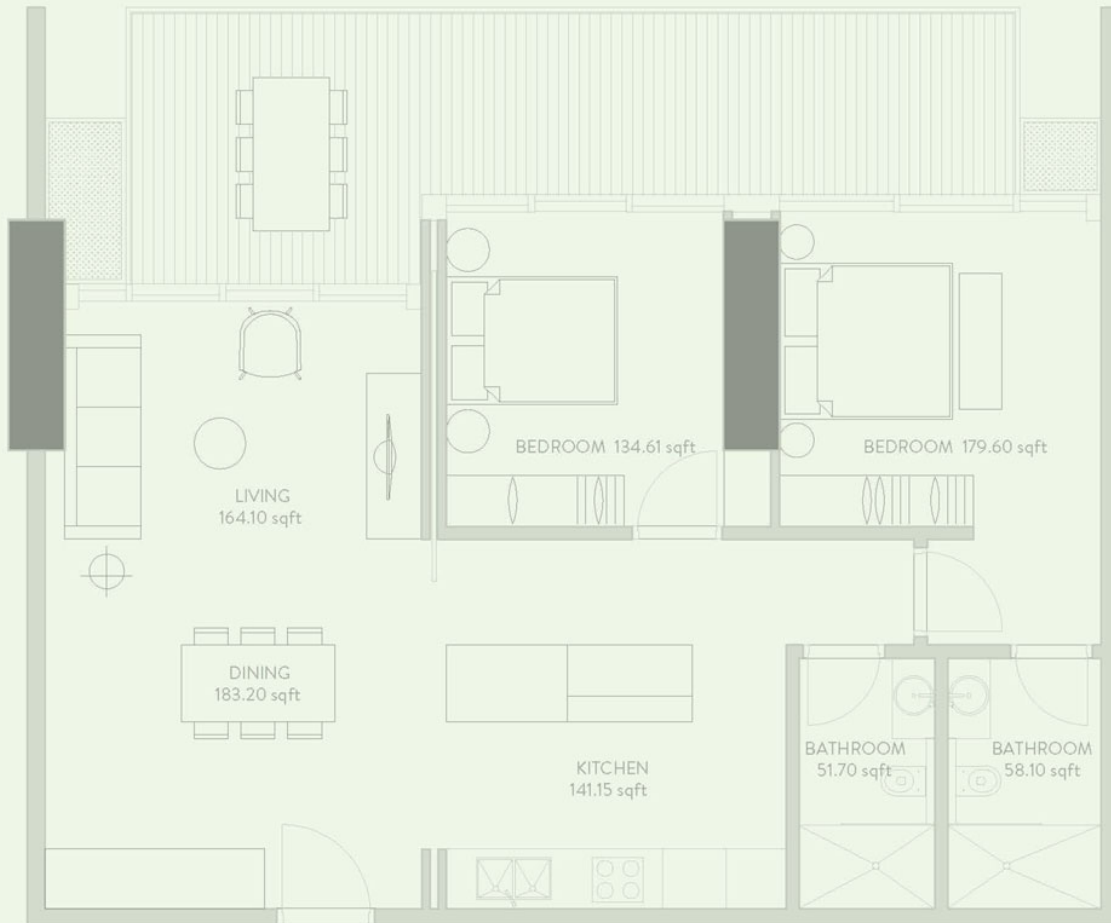 BEDROOM 134.61 sqft
BEDROOM 179.60 sqft
LIVING
164.10 sqft
DINING
183.20 sqft
KITCHEN
141.15 sqft
BATHROOM
51.70 sqft
BATHROOM
58.10 sqft